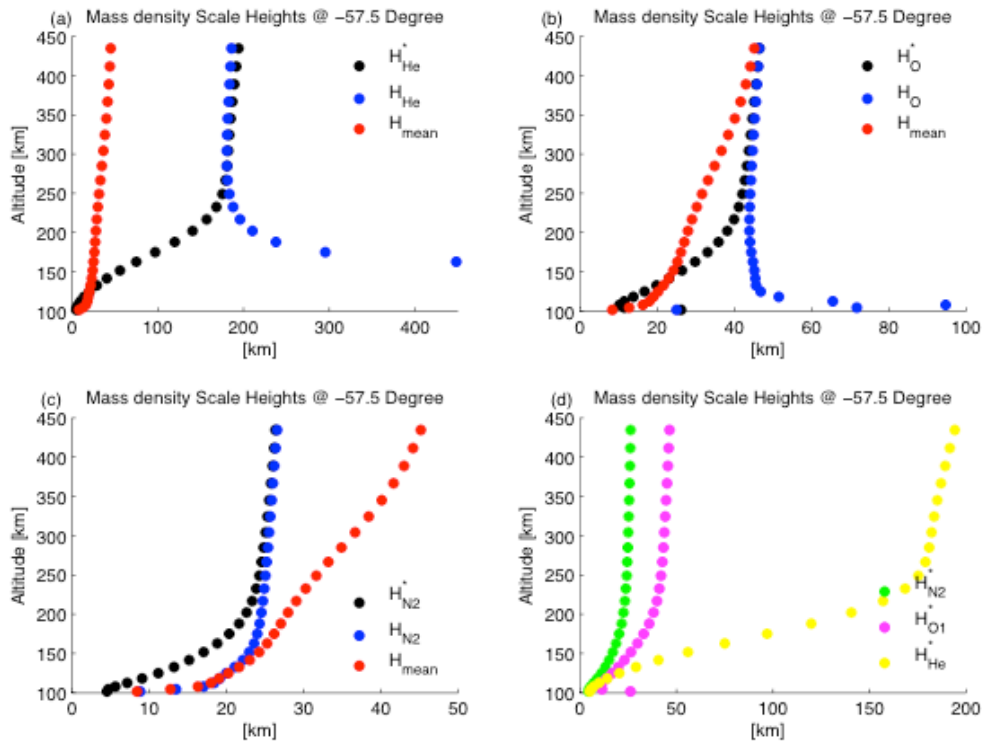 (a) Mass density Scale Heights @ −57.5 Degree
450
400
350
300
250
200
150
100
Altitude [km]
H*He
HHe
Hmean
0 100 200 300 400
[km]
(b) Mass density Scale Heights @ −57.5 Degree
450
400
350
300
250
200
150
100
Altitude [km]
H*O
HO
Hmean
0 20 40 60 80 100
[km]
(c) Mass density Scale Heights @ −57.5 Degree
450
400
350
300
250
200
150
100
Altitude [km]
H*N2
HN2
Hmean
0 10 20 30 40 50
[km]
(d) Mass density Scale Heights @ −57.5 Degree
450
400
350
300
250
200
150
100
Altitude [km]
H*N2
H*O1
H*He
0 50 100 150 200
[km]